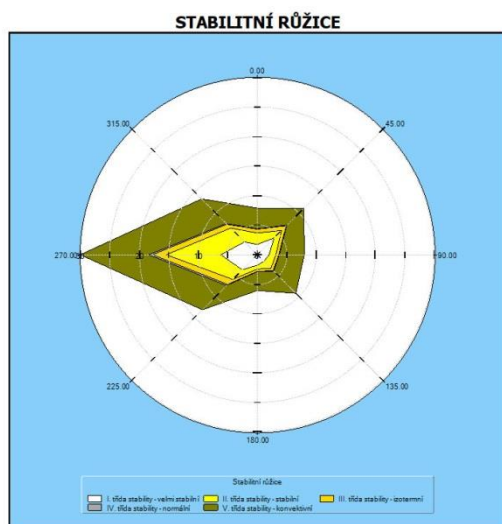 STABILITNÍ RŮŽICE
0.00
315.00 45.00
270.00 90.00
225.00 135.00
180.00
Stabilitní růžice
I. třída stability - velmi stabilní II. třída stability - stabilní III. třída stability - izotermní
IV. třída stability - normální V. třída stability - konvektivní